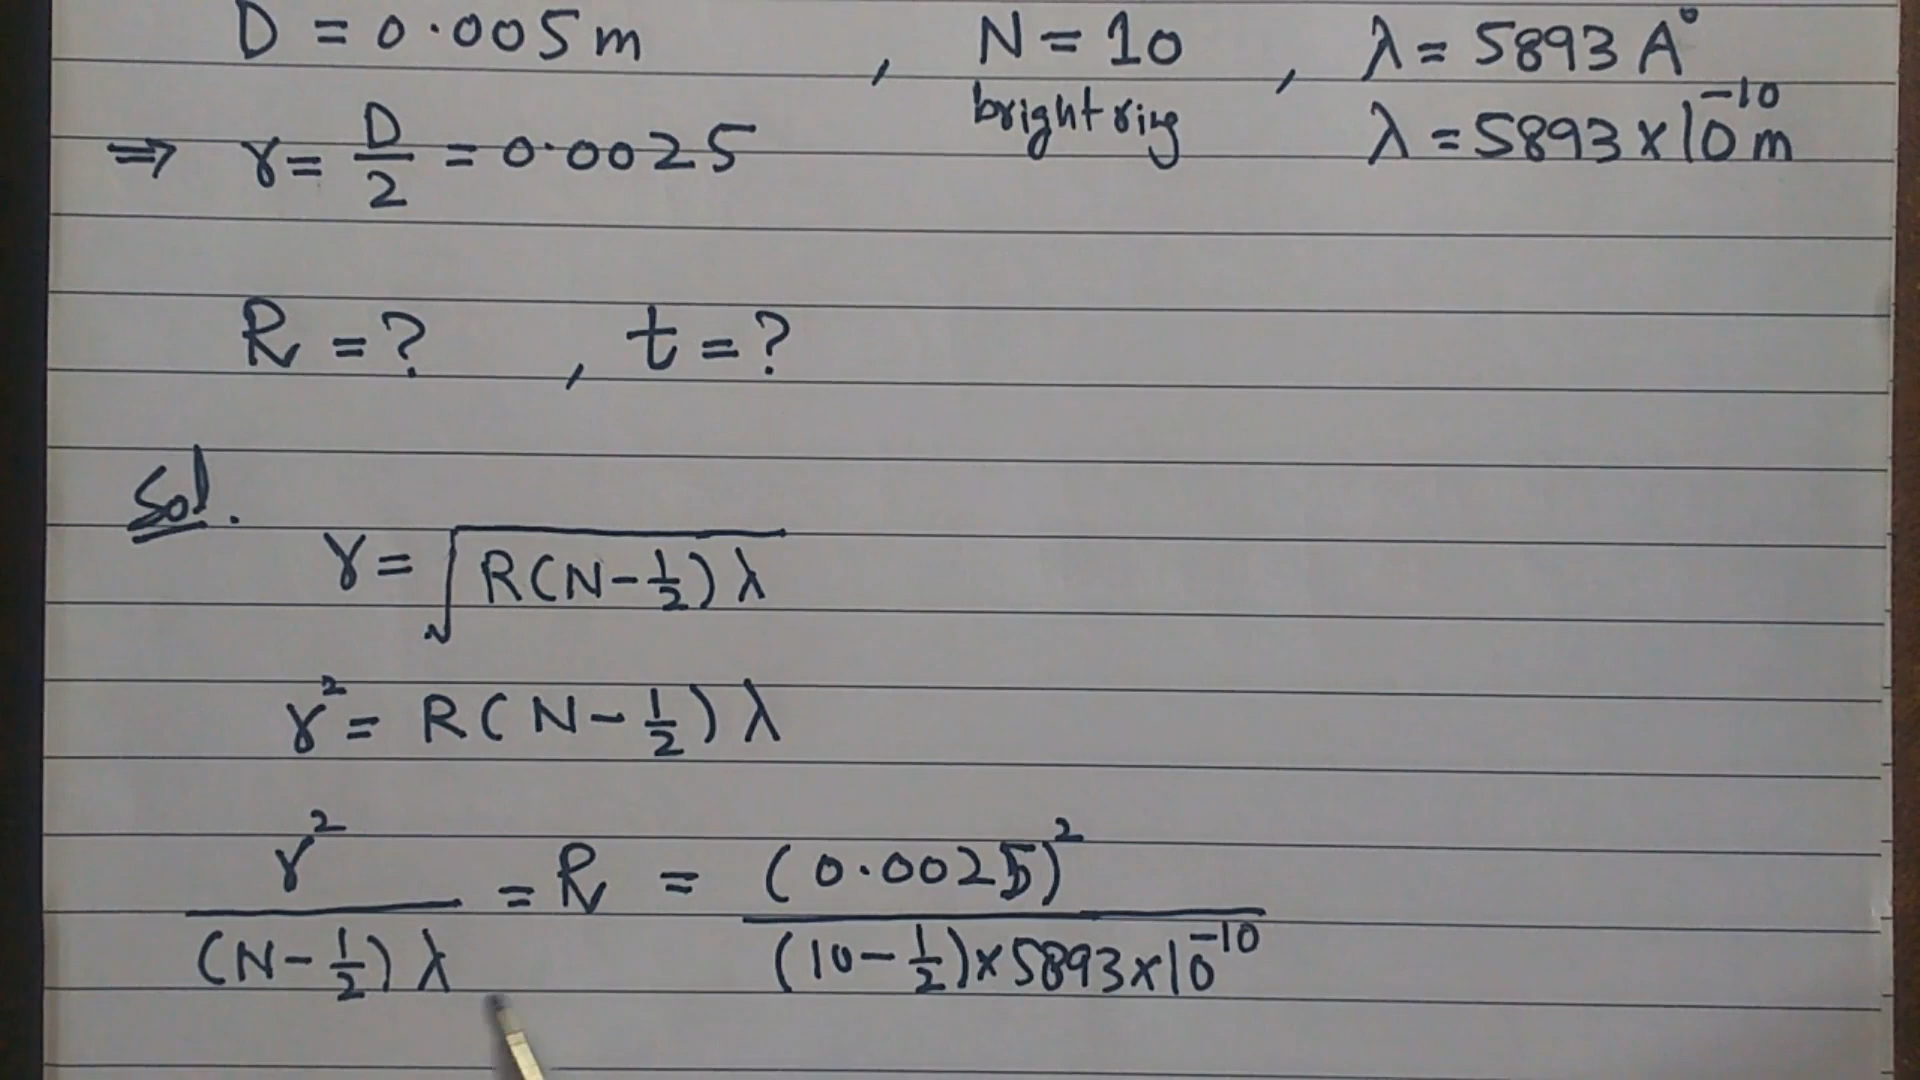 D = 0.005m , N = 10 , λ = 5893 A°
bright ring λ = 5893 × 10⁻¹⁰ m
⇒ r = D/2 = 0.0025
R = ? , t = ?
Sol.
r = √(R(N - 1/2) λ)
r² = R(N - 1/2) λ
r² / (N - 1/2) λ = R = (0.0025)² / (10 - 1/2) × 5893 × 10⁻¹⁰